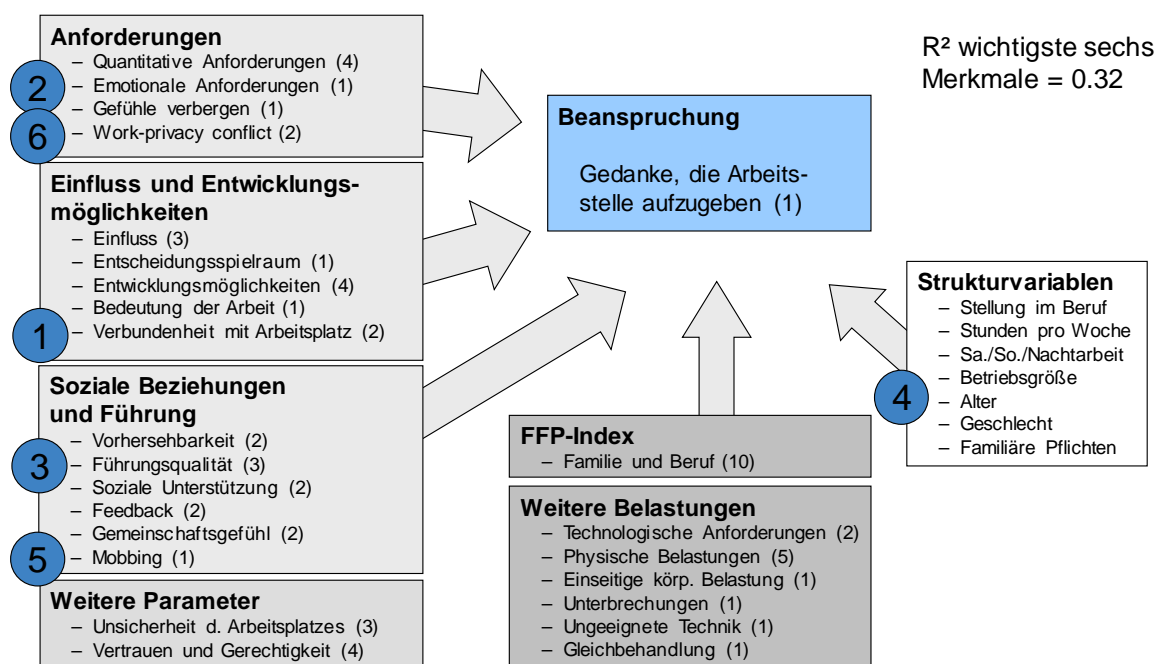 Anforderungen
– Quantitative Anforderungen (4)
2 – Emotionale Anforderungen (1)
– Gefühle verbergen (1)
6 – Work-privacy conflict (2)
Einfluss und Entwicklungs-
möglichkeiten
– Einfluss (3)
– Entscheidungsspielraum (1)
– Entwicklungsmöglichkeiten (4)
– Bedeutung der Arbeit (1)
1 – Verbundenheit mit Arbeitsplatz (2)
Soziale Beziehungen
und Führung
– Vorhersehbarkeit (2)
3 – Führungsqualität (3)
– Soziale Unterstützung (2)
– Feedback (2)
– Gemeinschaftsgefühl (2)
5 – Mobbing (1)
Weitere Parameter
– Unsicherheit d. Arbeitsplatzes (3)
– Vertrauen und Gerechtigkeit (4)
Beanspruchung
Gedanke, die Arbeits-
stelle aufzugeben (1)
R² wichtigste sechs
Merkmale = 0.32
FFP-Index
– Familie und Beruf (10)
Weitere Belastungen
– Technologische Anforderungen (2)
– Physische Belastungen (5)
– Einseitige körp. Belastung (1)
– Unterbrechungen (1)
– Ungeeignete Technik (1)
– Gleichbehandlung (1)
Strukturvariablen
– Stellung im Beruf
– Stunden pro Woche
– Sa./So./Nachtarbeit
– Betriebsgröße
4 – Alter
– Geschlecht
– Familiäre Pflichten